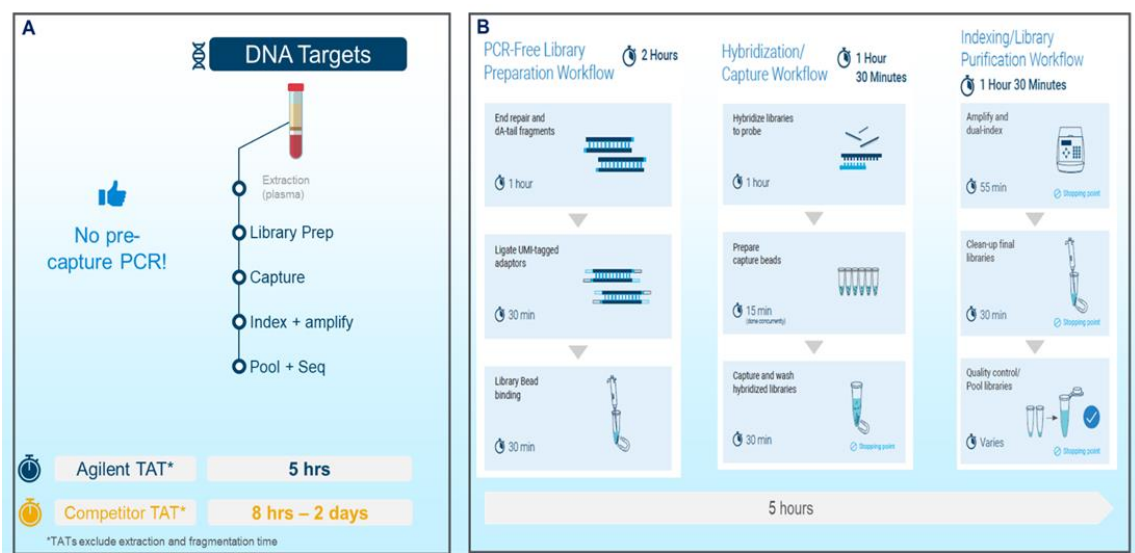 A
DNA Targets
Extraction
(plasma)
No pre-
capture PCR!
Library Prep
Capture
Index + amplify
Pool + Seq
Agilent TAT*
5 hrs
Competitor TAT*
8 hrs – 2 days
*TATs exclude extraction and fragmentation time
B
PCR-Free Library
Preparation Workflow
2 Hours
End repair and
dA-tail fragments
1 hour
Ligate UMI-tagged
adaptors
30 min
Library Bead
binding
30 min
Hybridization/
Capture Workflow
1 Hour
30 Minutes
Hybridize libraries
to probe
1 hour
Prepare
capture beads
15 min
(done concurrently)
Capture and wash
hybridized libraries
30 min
Stopping point
Indexing/Library
Purification Workflow
1 Hour 30 Minutes
Amplify and
dual-index
55 min
Stopping point
Clean-up final
libraries
30 min
Stopping point
Quality control/
Pool libraries
Varies
Stopping point
5 hours